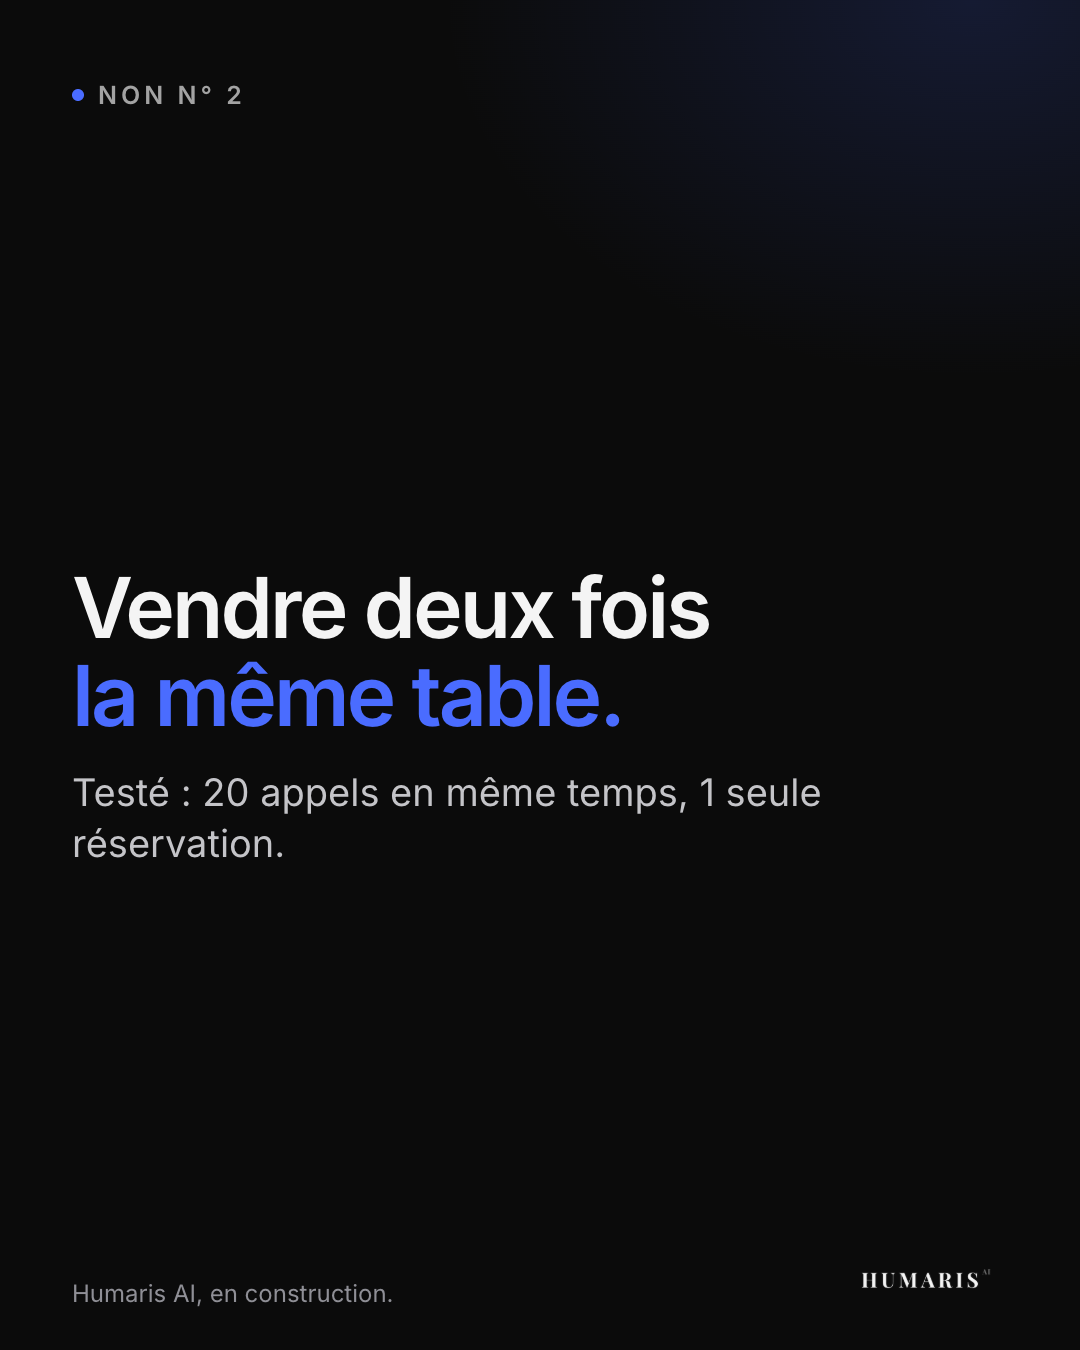 NON N° 2
Vendre deux fois
la même table.
Testé : 20 appels en même temps, 1 seule
réservation.
Humaris AI, en construction.
HUMARIS AI